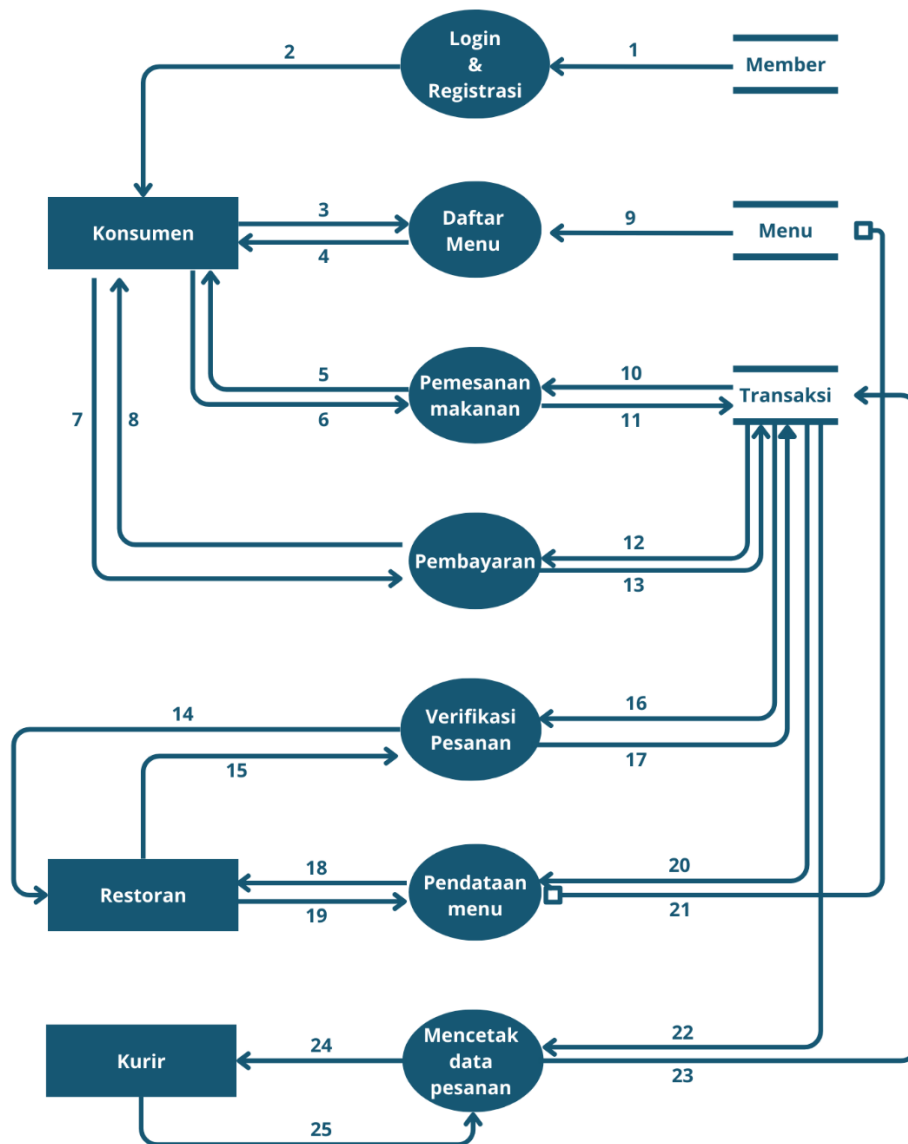 Login
&
Registrasi
1
Member
2
Konsumen
3
4
Daftar
Menu
9
Menu
5
6
7
8
Pemesanan
makanan
10
11
Transaksi
Pembayaran
12
13
14
15
Verifikasi
Pesanan
16
17
Restoran
18
19
Pendataan
menu
20
21
Kurir
24
25
Mencetak
data
pesanan
22
23